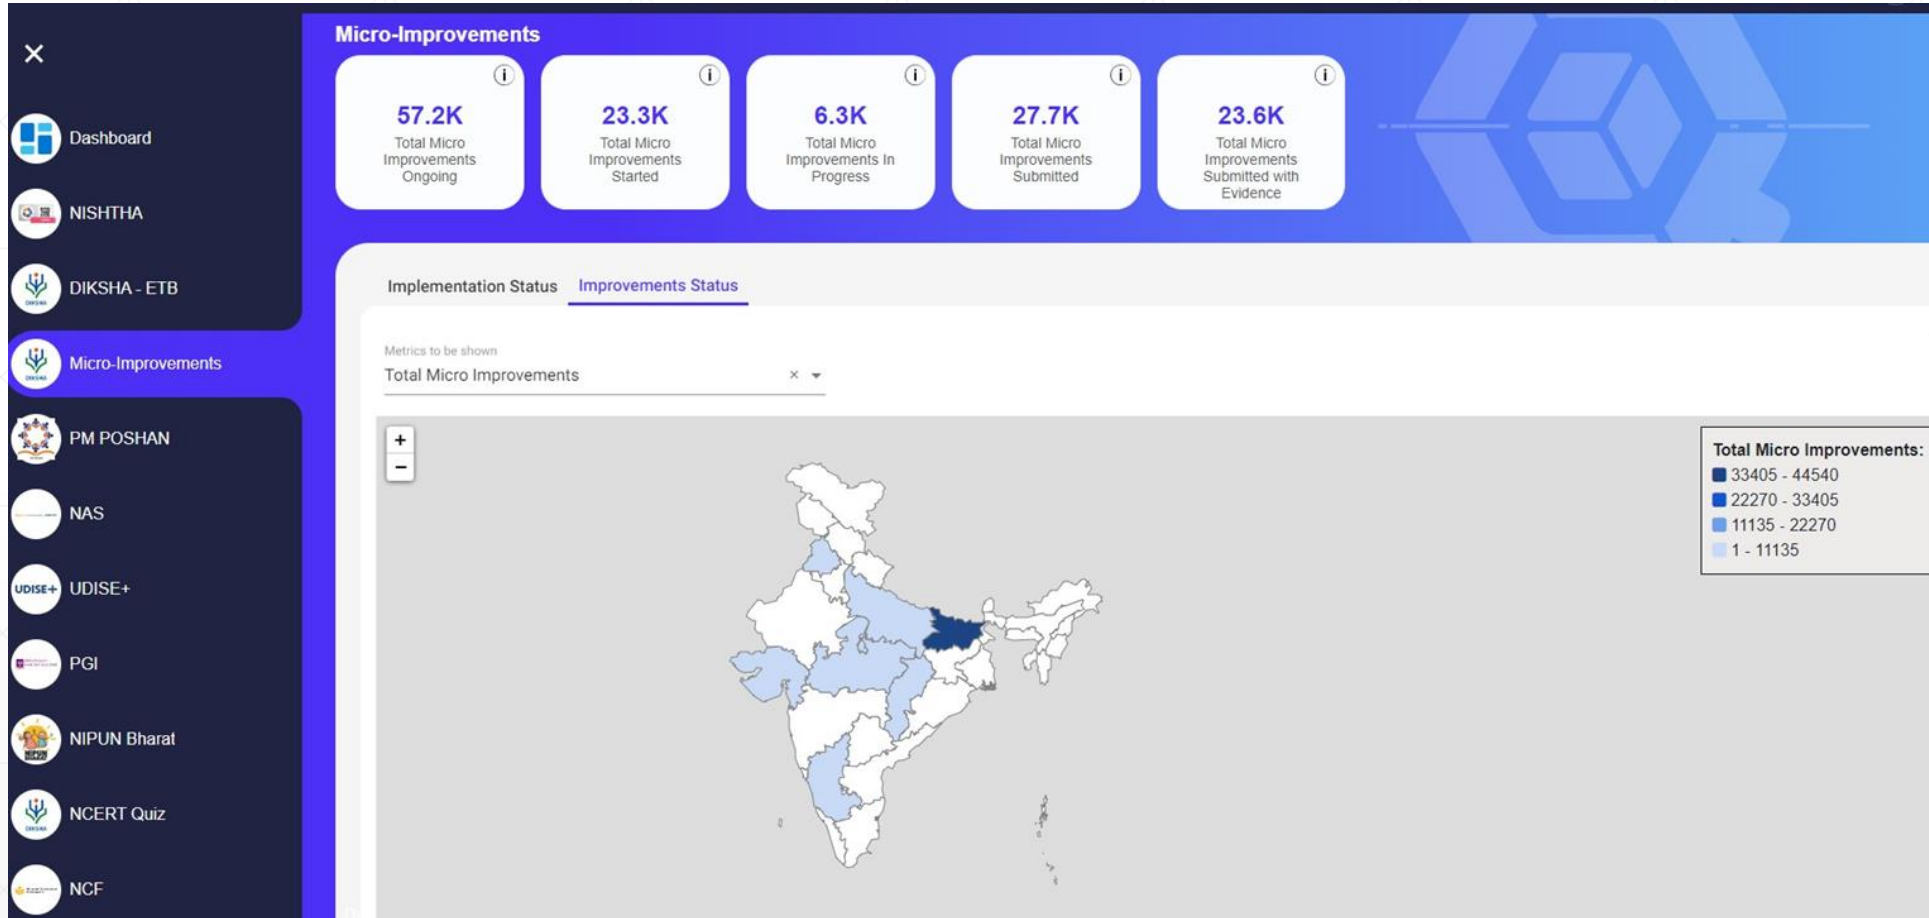 Micro-Improvements
57.2K
Total Micro
Improvements
Ongoing
23.3K
Total Micro
Improvements
Started
6.3K
Total Micro
Improvements In
Progress
27.7K
Total Micro
Improvements
Submitted
23.6K
Total Micro
Improvements
Submitted with
Evidence
Dashboard
NISHTHA
DIKSHA - ETB
Micro-Improvements
PM POSHAN
NAS
UDISE+
UDISE+
PGI
NIPUN Bharat
NCERT Quiz
NCF
Implementation Status Improvements Status
Metrics to be shown
Total Micro Improvements
+
−
Total Micro Improvements:
33405 - 44540
22270 - 33405
11135 - 22270
1 - 11135